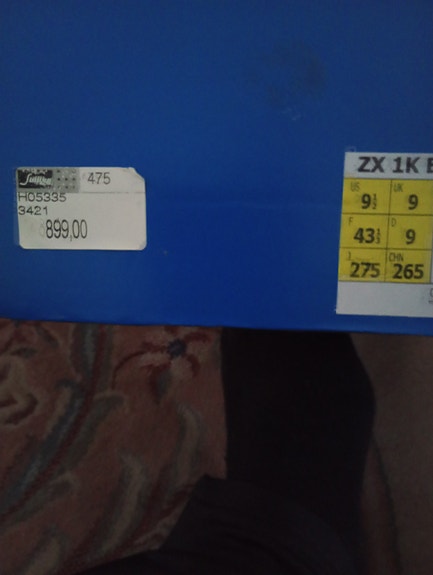 475
H05335
3421
899,00
ZX 1K
US 9½ UK 9
F 43⅓ D 9
J 275 CHN 265